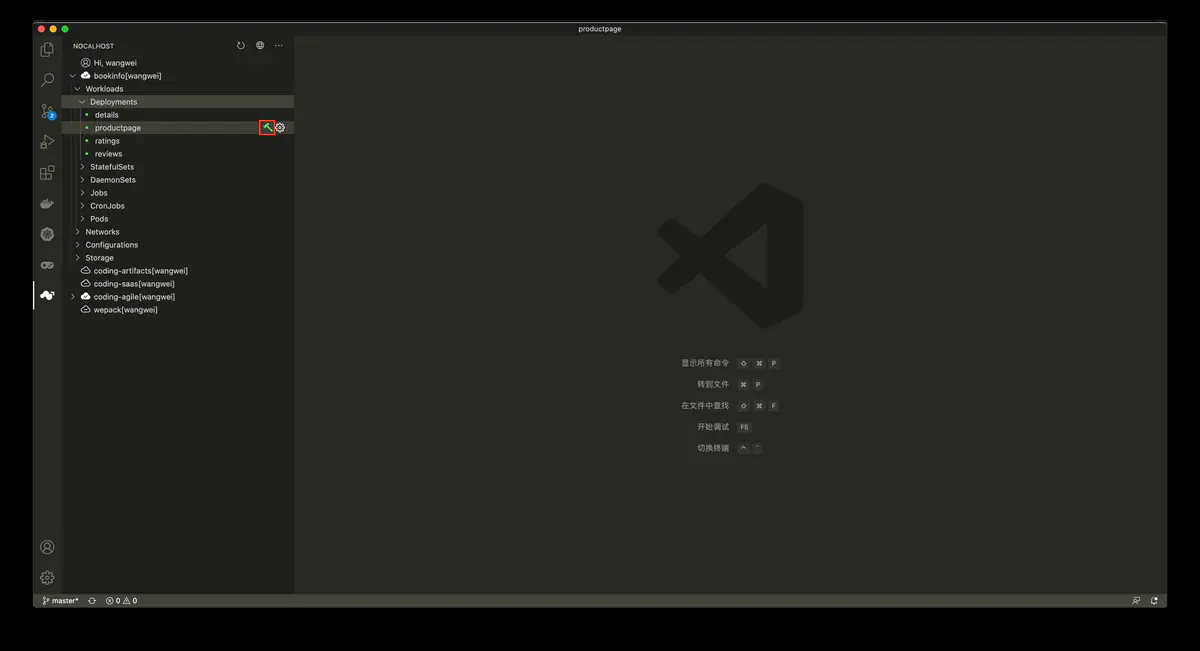 productpage
NOCALHOST
Hi, wangwei
bookinfo[wangwei]
Workloads
Deployments
details
productpage
ratings
reviews
StatefulSets
DaemonSets
Jobs
CronJobs
Pods
Networks
Configurations
Storage
coding-artifacts[wangwei]
coding-saas[wangwei]
coding-agile[wangwei]
wepack[wangwei]
2
显示所有命令 ⇧ ⌘ P
转到文件 ⌘ P
在文件中查找 ⇧ ⌘ F
开始调试 F5
切换终端 ^ `
master* 0 0